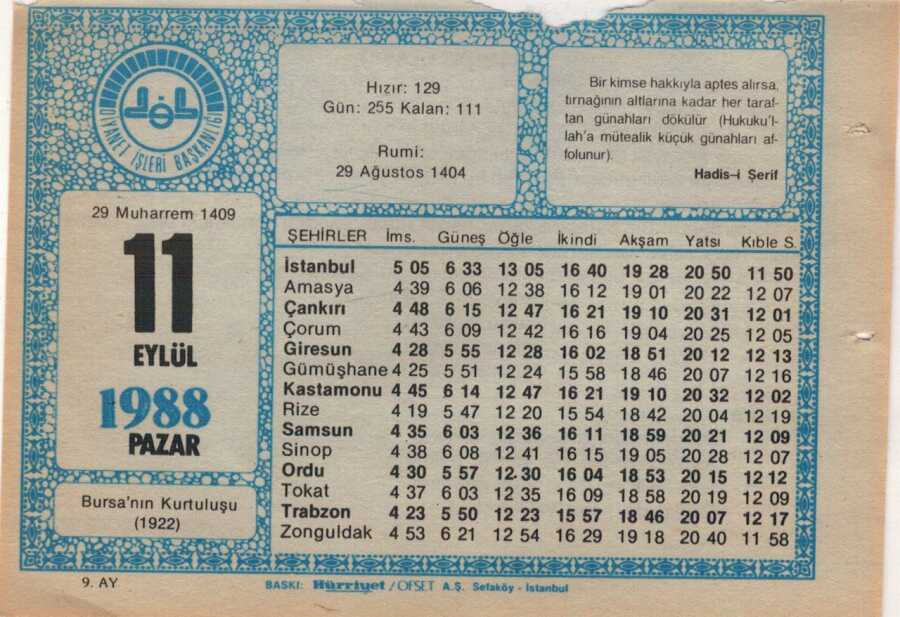 DİYANET İŞLERİ BAŞKANLIĞI
Hızır: 129
Gün: 255 Kalan: 111
Rumi:
29 Ağustos 1404
Bir kimse hakkıyla aptes alırsa,
tırnağının altlarına kadar her taraf-
tan günahları dökülür (Hukuku'l-
lah'a mütealik küçük günahları af-
folunur).
Hadis-i Şerif
29 Muharrem 1409
11
EYLÜL
1988
PAZAR
Bursa'nın Kurtuluşu
(1922)
ŞEHİRLER İms. Güneş Öğle İkindi Akşam Yatsı Kıble S.
İstanbul 5 05 6 33 13 05 16 40 19 28 20 50 11 50
Amasya 4 39 6 06 12 38 16 12 19 01 20 22 12 07
Çankırı 4 48 6 15 12 47 16 21 19 10 20 31 12 01
Çorum 4 43 6 09 12 42 16 16 19 04 20 25 12 05
Giresun 4 28 5 55 12 28 16 02 18 51 20 12 12 13
Gümüşhane 4 25 5 51 12 24 15 58 18 46 20 07 12 16
Kastamonu 4 45 6 14 12 47 16 21 19 10 20 32 12 02
Rize 4 19 5 47 12 20 15 54 18 42 20 04 12 19
Samsun 4 35 6 03 12 36 16 11 18 59 20 21 12 09
Sinop 4 38 6 08 12 41 16 15 19 05 20 28 12 07
Ordu 4 30 5 57 12.30 16 04 18 53 20 15 12 12
Tokat 4 37 6 03 12 35 16 09 18 58 20 19 12 09
Trabzon 4 23 5 50 12 23 15 57 18 46 20 07 12 17
Zonguldak 4 53 6 21 12 54 16 29 19 18 20 40 11 58
9. AY
BASKI: Hürriyet / OFSET A.Ş. Sefaköy - İstanbul